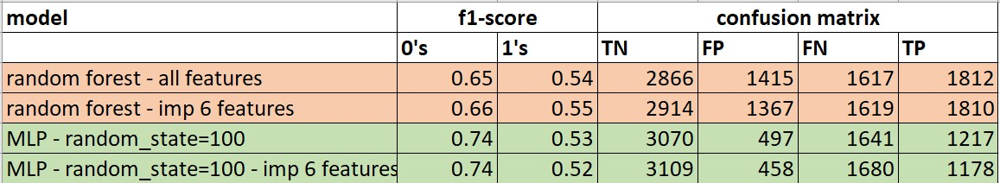 model f1-score confusion matrix
0's 1's TN FP FN TP
random forest - all features 0.65 0.54 2866 1415 1617 1812
random forest - imp 6 features 0.66 0.55 2914 1367 1619 1810
MLP - random_state=100 0.74 0.53 3070 497 1641 1217
MLP - random_state=100 - imp 6 features 0.74 0.52 3109 458 1680 1178